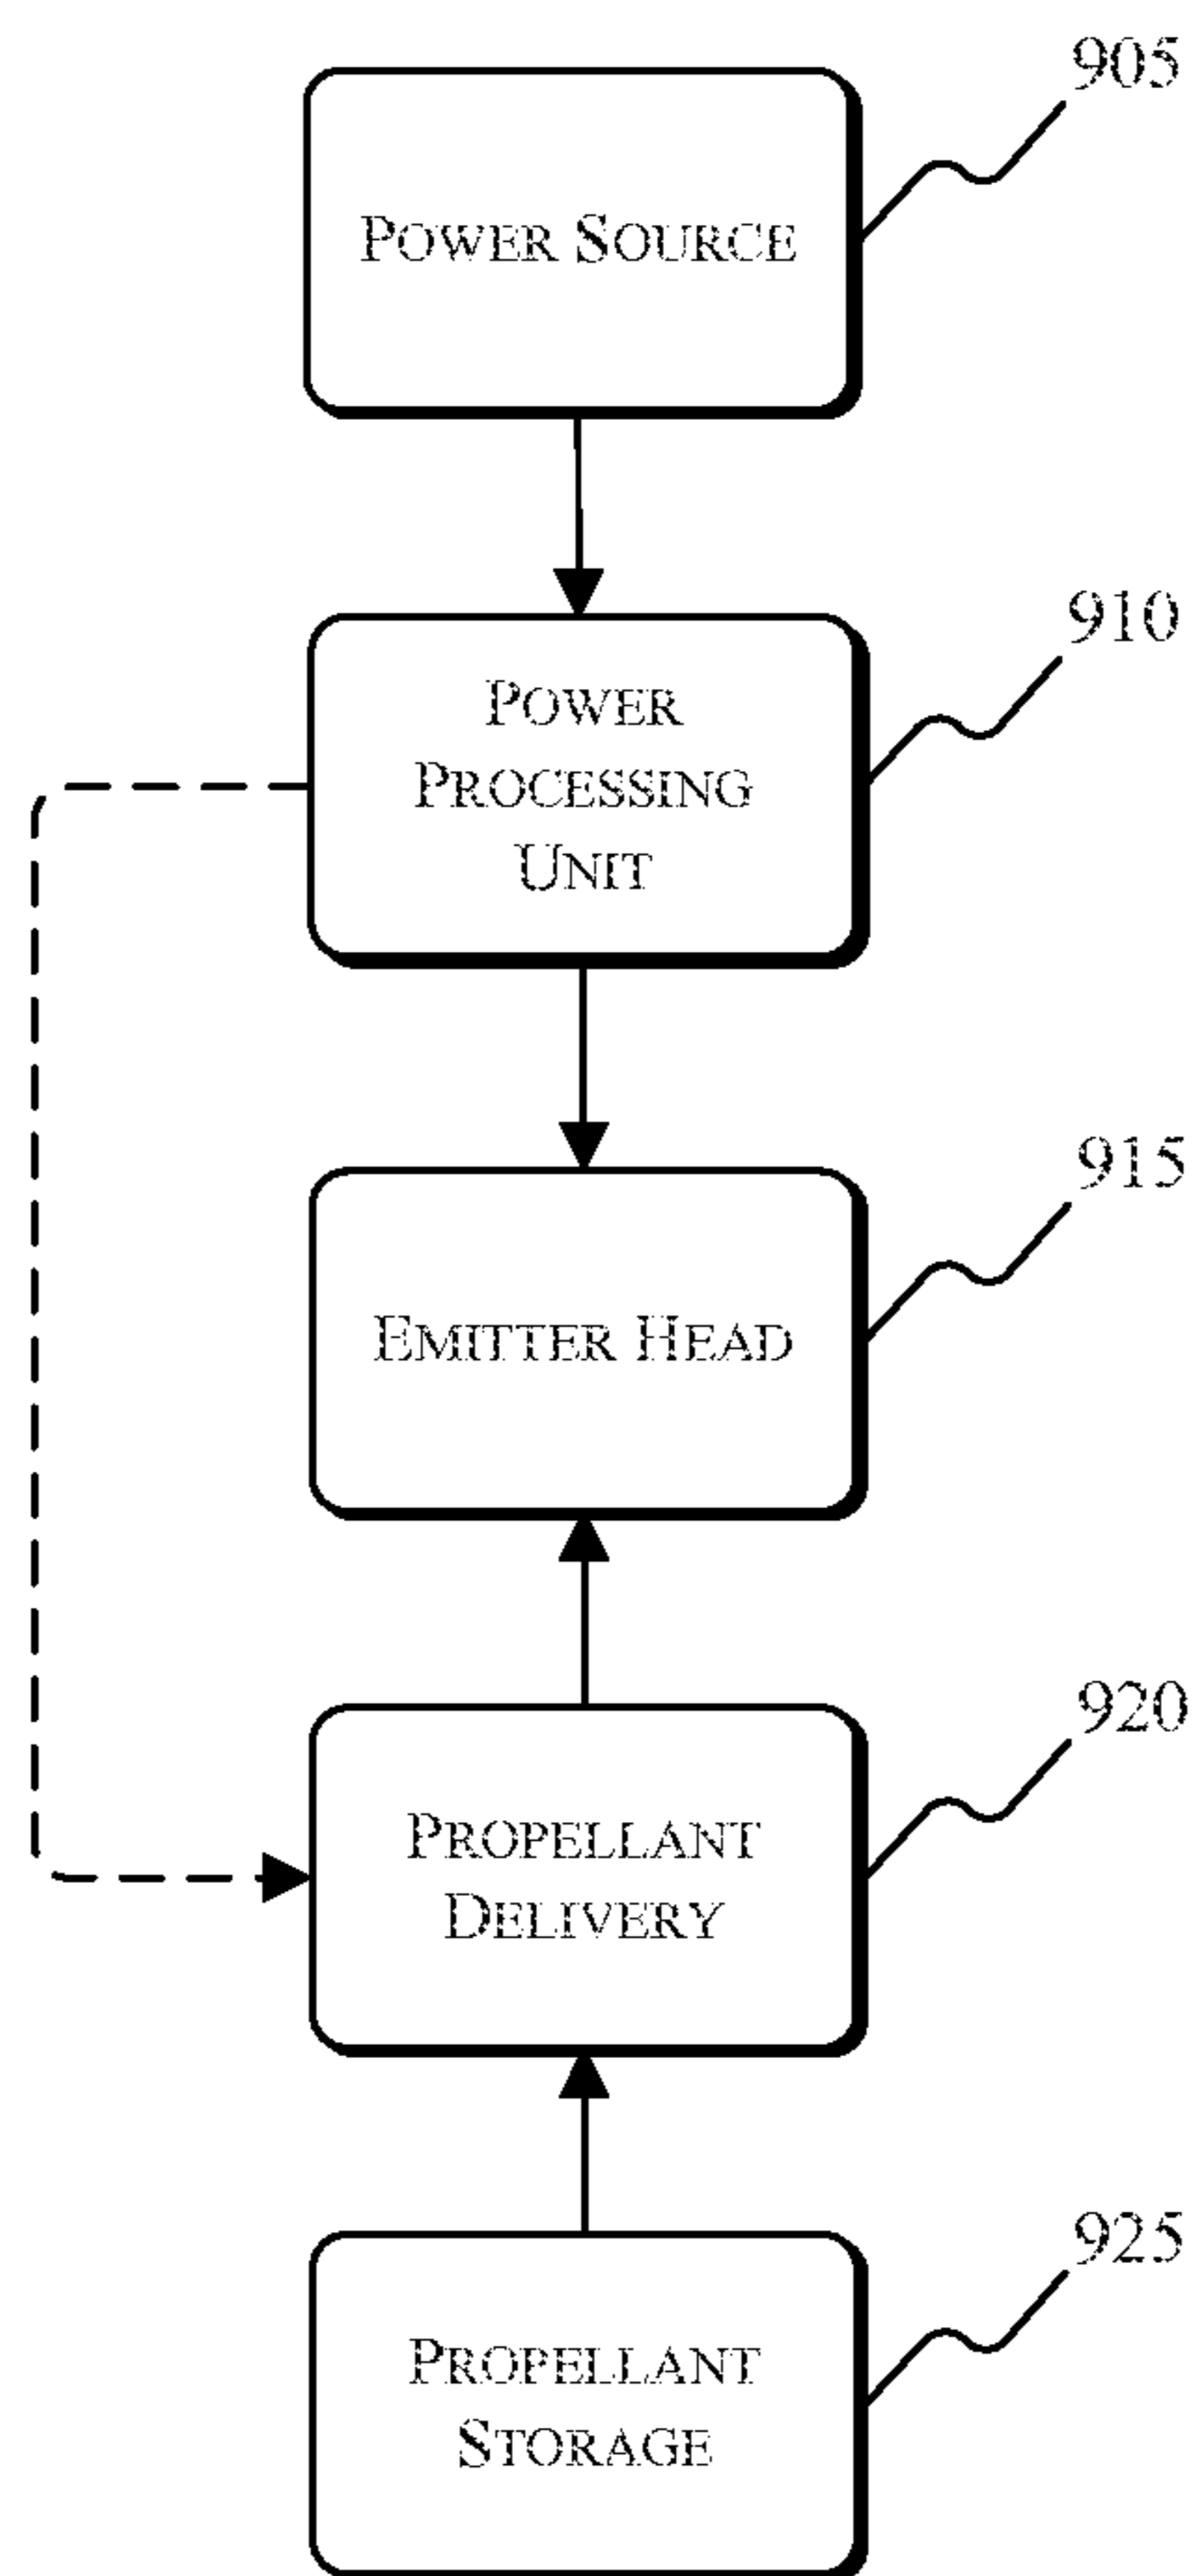 905
POWER SOURCE
910
POWER
PROCESSING
UNIT
915
EMITTER HEAD
920
PROPELLANT
DELIVERY
925
PROPELLANT
STORAGE